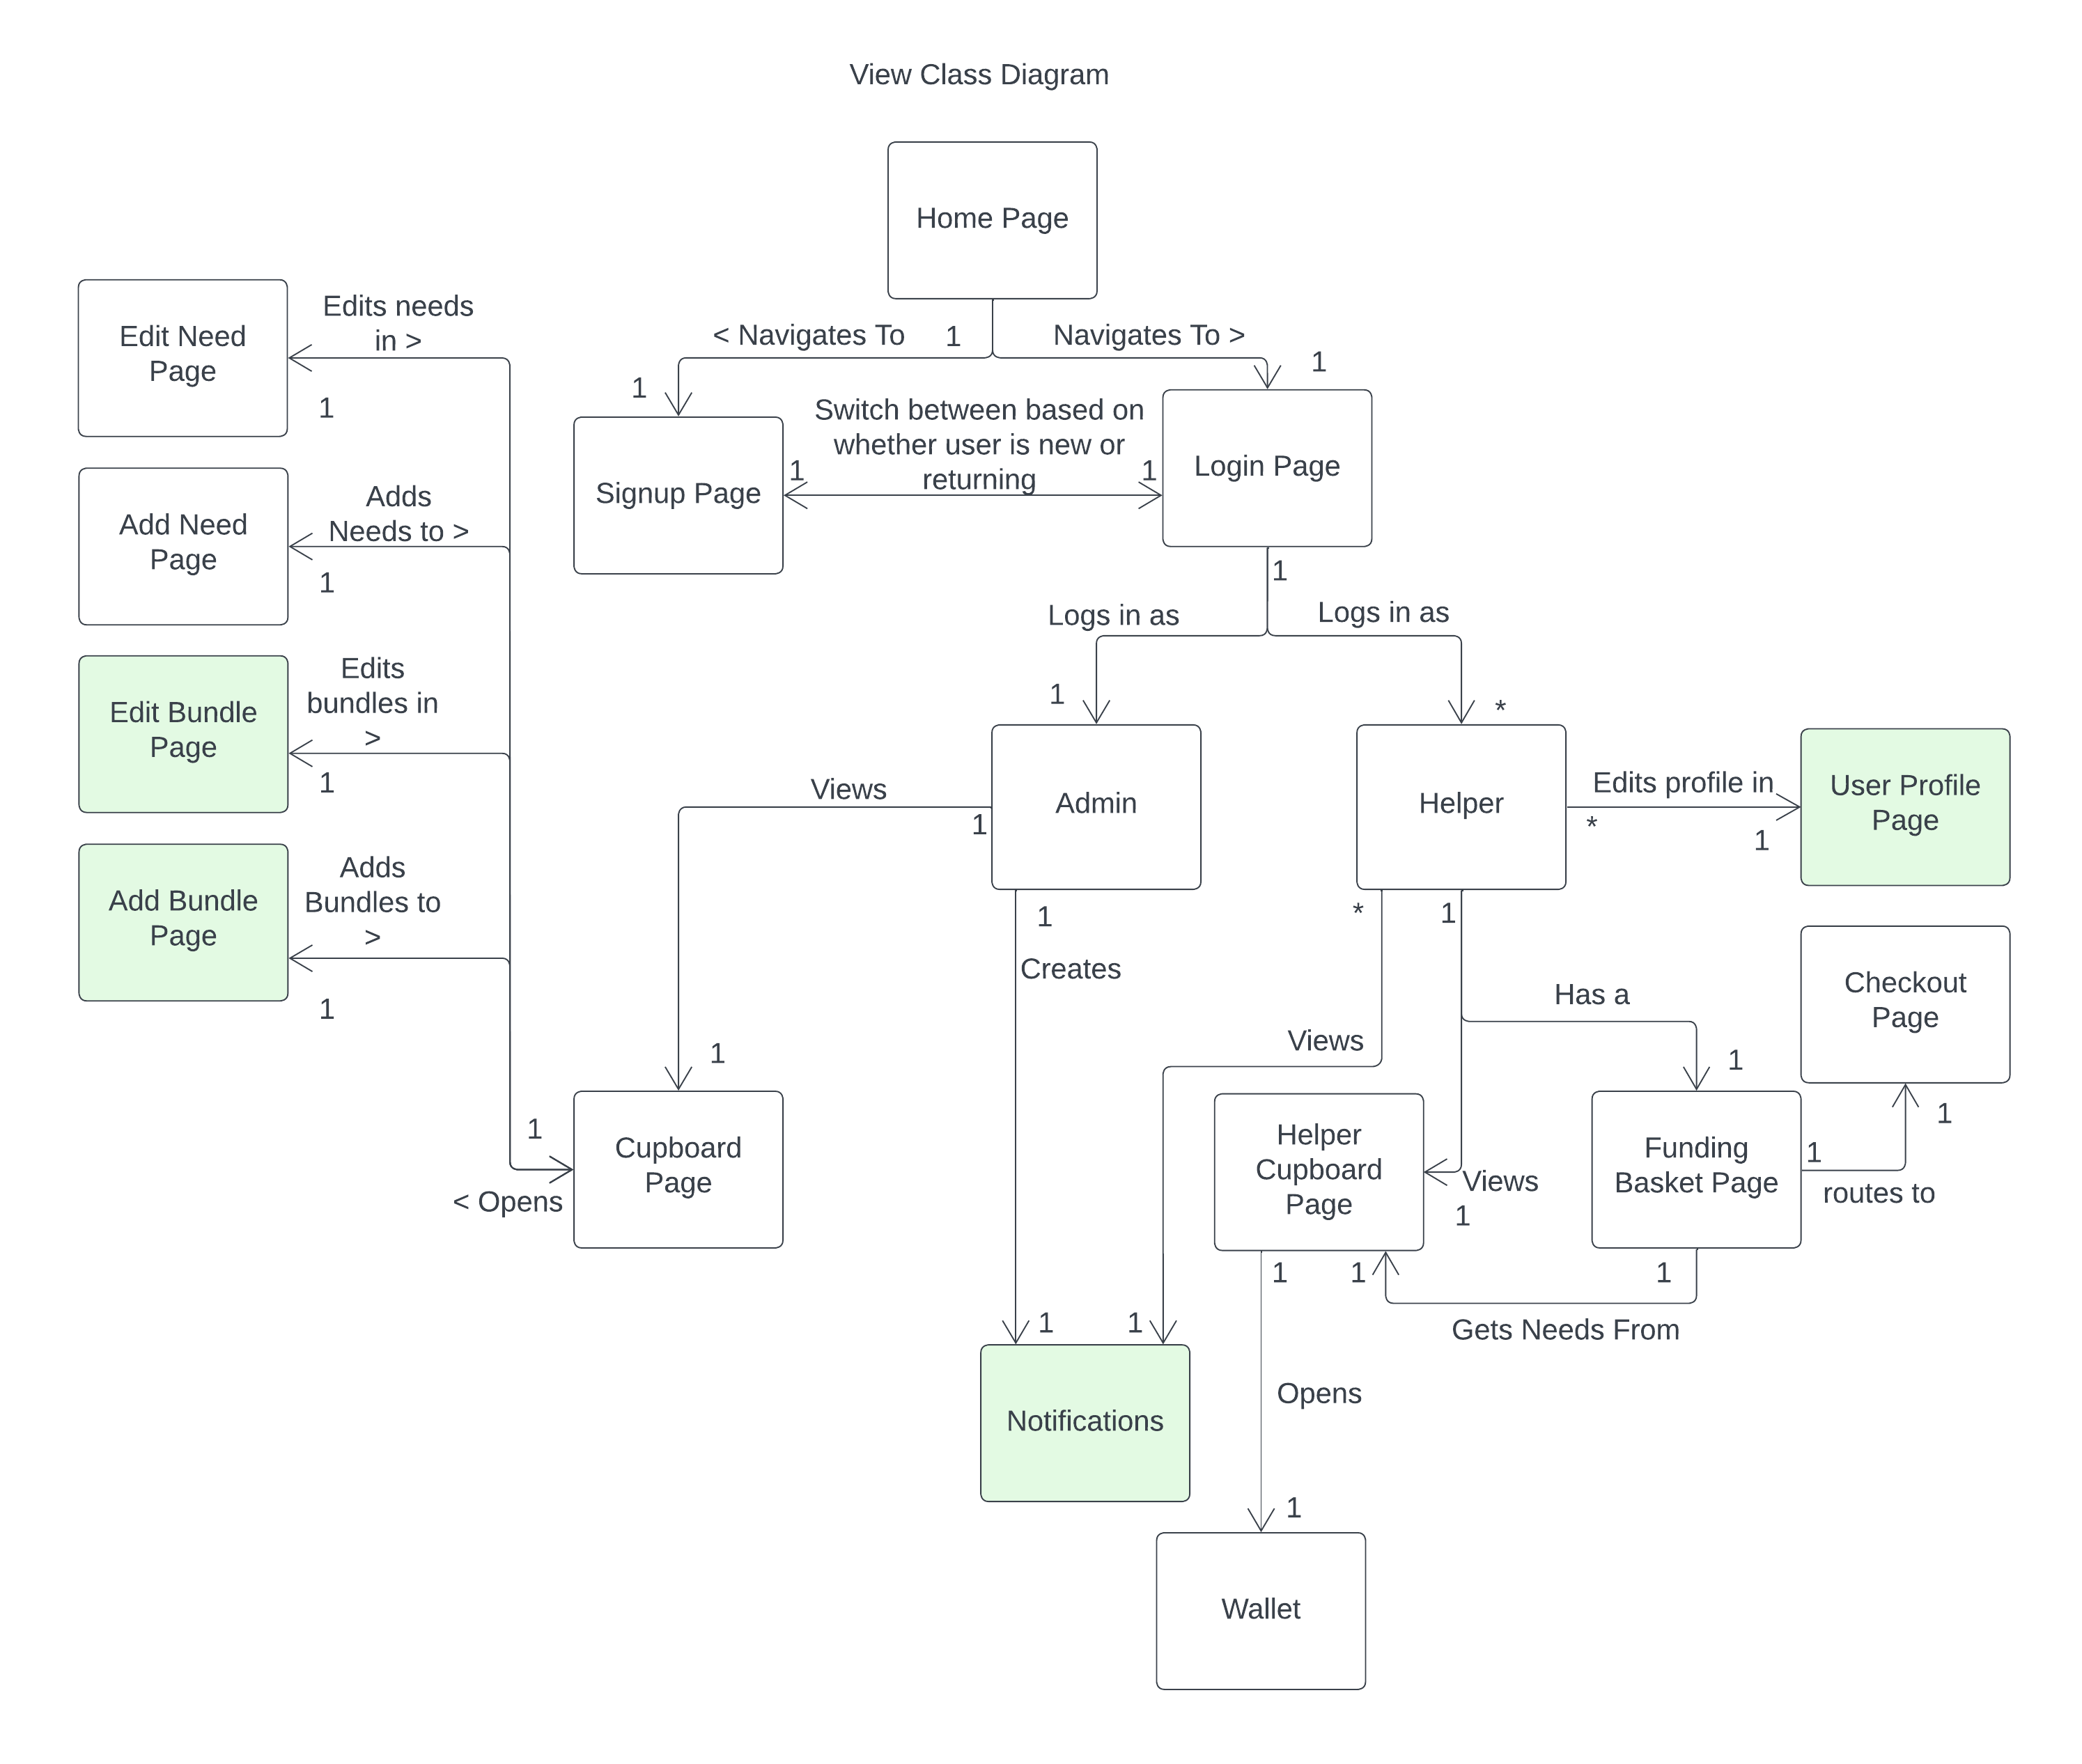 View Class Diagram
Home Page
< Navigates To
1
Navigates To >
1
1
Edit Need
Page
Edits needs
in >
1
Switch between based on
whether user is new or
returning
1
1
Signup Page
Login Page
Add Need
Page
Adds
Needs to >
1
1
Logs in as
Logs in as
1
*
Edit Bundle
Page
Edits
bundles in
>
1
Views
1
Admin
Helper
Edits profile in
*
1
User Profile
Page
Add Bundle
Page
Adds
Bundles to
>
1
1
Creates
*
1
Has a
Checkout
Page
Views
1
1
1
1
< Opens
Cupboard
Page
Helper
Cupboard
Page
Views
1
Funding
Basket Page
1
routes to
1
1
1
Gets Needs From
1
1
Notifications
Opens
1
Wallet